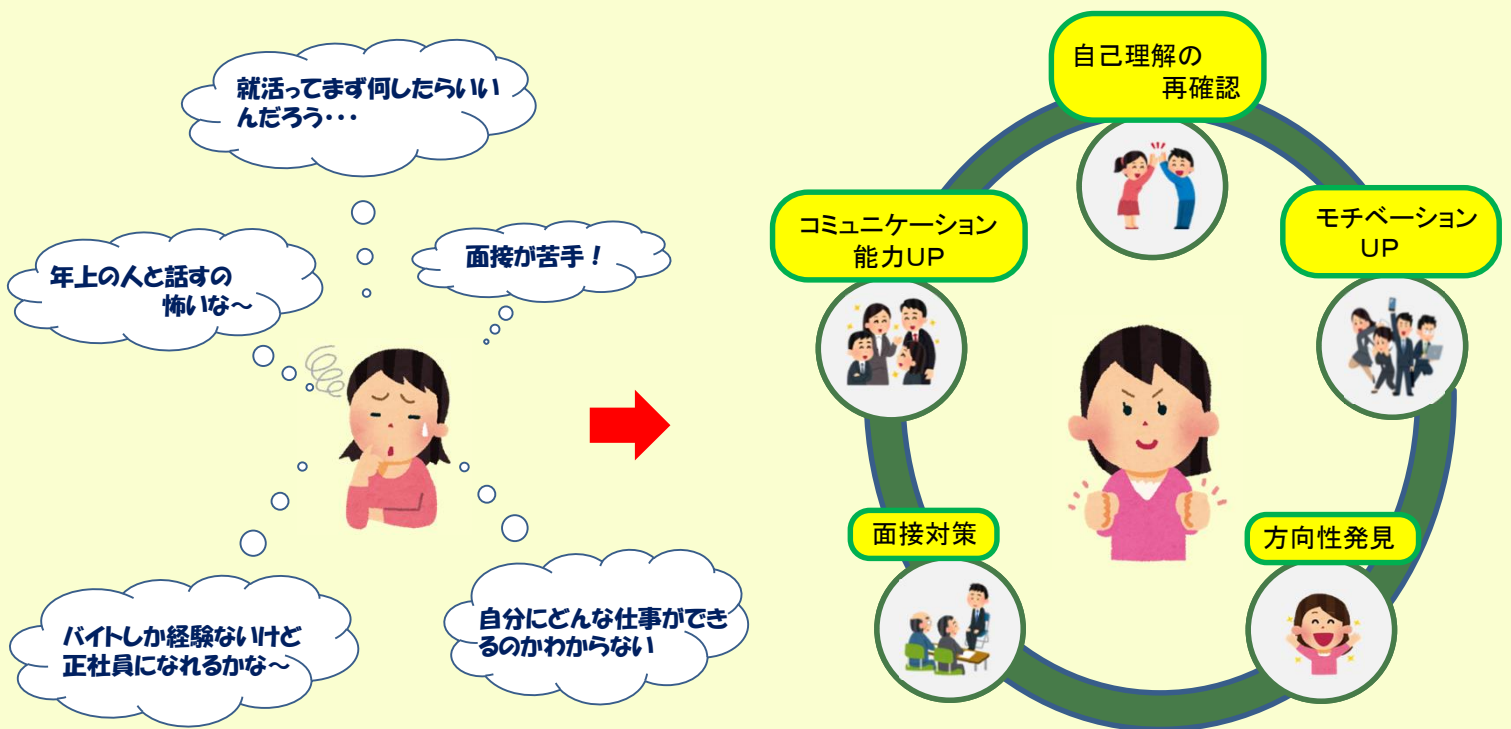 就活ってまず何したらいい
んだろう・・・
年上の人と話すの
怖いな～
面接が苦手！
バイトしか経験ないけど
正社員になれるかな～
自分にどんな仕事ができ
るのかわからない
自己理解の
再確認
コミュニケーション
能力UP
モチベーション
UP
面接対策
方向性発見